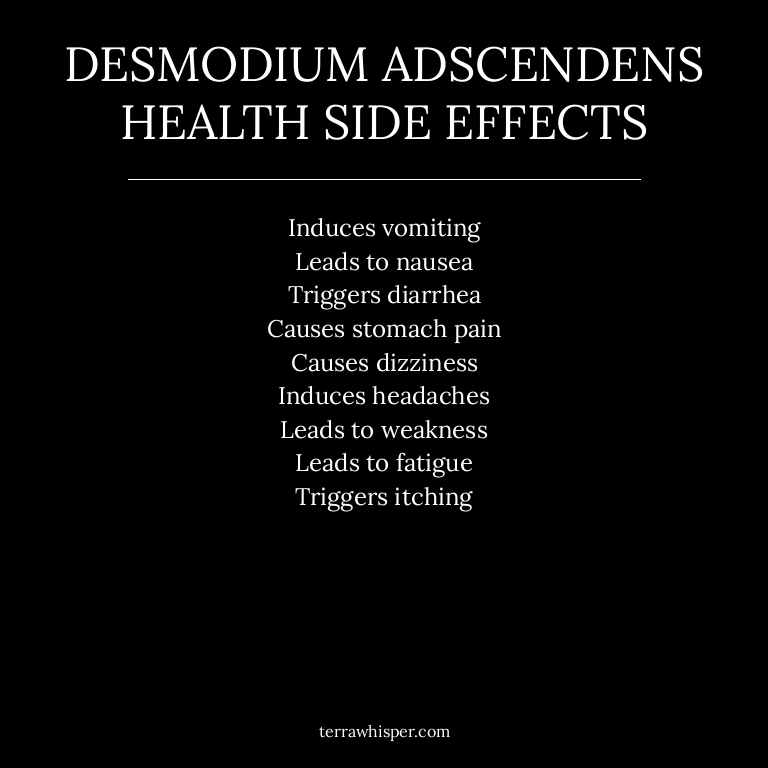 DESMODIUM ADSCENDENS
HEALTH SIDE EFFECTS
Induces vomiting
Leads to nausea
Triggers diarrhea
Causes stomach pain
Causes dizziness
Induces headaches
Leads to weakness
Leads to fatigue
Triggers itching
terrawhisper.com